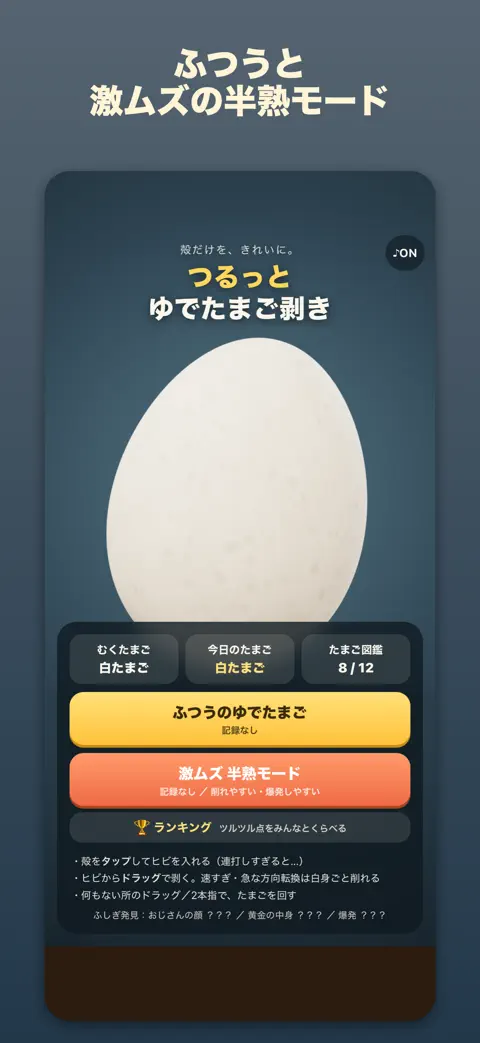 ふつうと
激ムズの半熟モード
殻だけを、きれいに。
♪ON
つるっと
ゆでたまご剥き
むくたまご
白たまご
今日のたまご
白たまご
たまご図鑑
8 / 12
ふつうのゆでたまご
記録なし
激ムズ 半熟モード
記録なし ／ 削れやすい・爆発しやすい
🏆 ランキング ツルツル点をみんなとくらべる
・殻をタップしてヒビを入れる（連打しすぎると…）
・ヒビからドラッグで剥く。速すぎ・急な方向転換は白身ごと削れる
・何もない所のドラッグ／2本指で、たまごを回す
ふしぎ発見：おじさんの顔 ？？？ ／ 黄金の中身 ？？？ ／ 爆発 ？？？